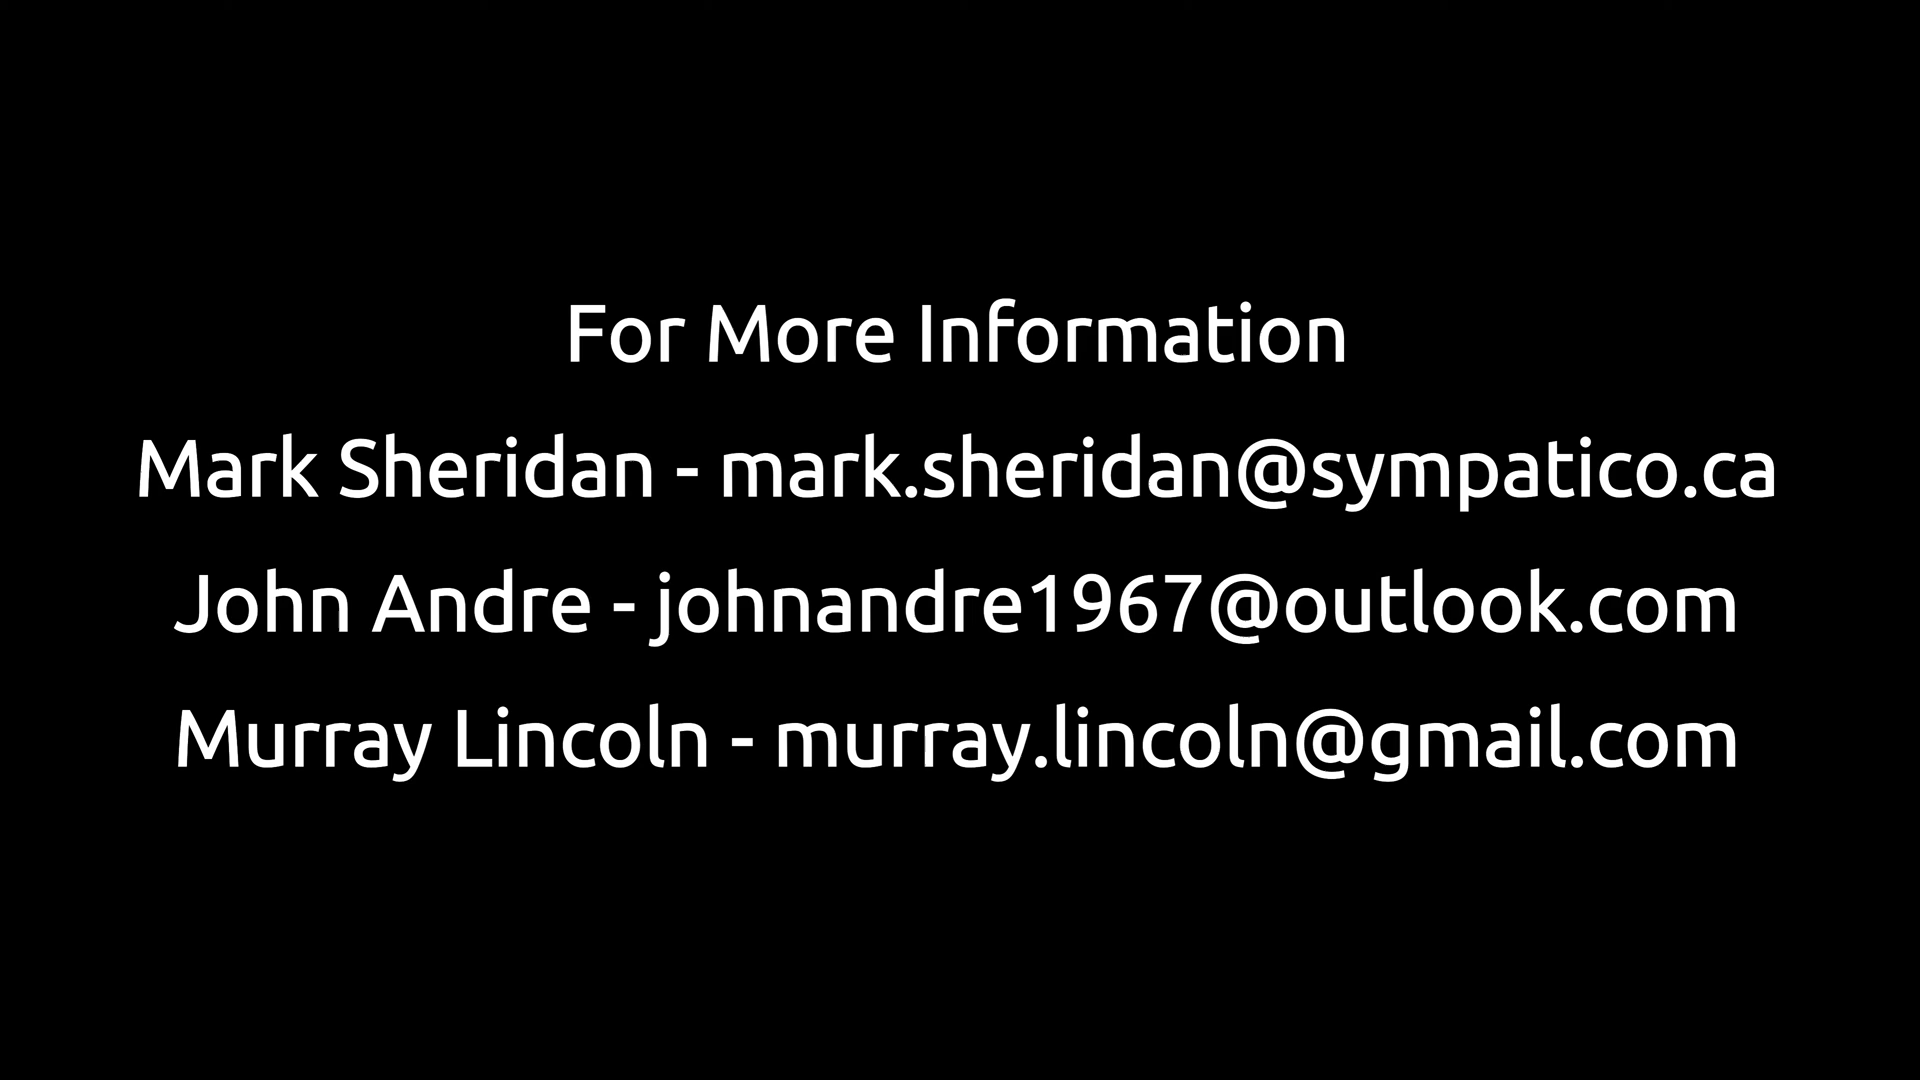 For More Information
Mark Sheridan - mark.sheridan@sympatico.ca
John Andre - johnandre1967@outlook.com
Murray Lincoln - murray.lincoln@gmail.com